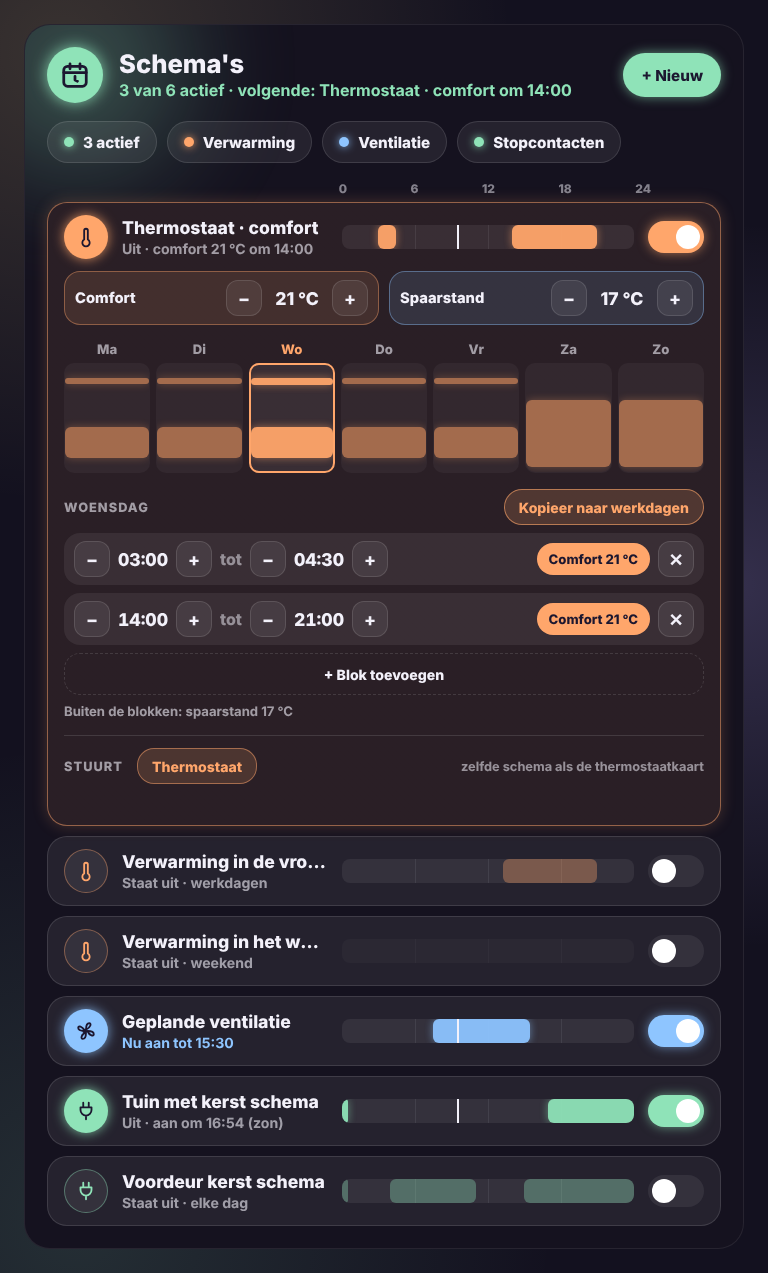 Schema's
3 van 6 actief · volgende: Thermostaat · comfort om 14:00
+ Nieuw
3 actief
Verwarming
Ventilatie
Stopcontacten
0 6 12 18 24
Thermostaat · comfort
Uit · comfort 21 °C om 14:00
Comfort − 21 °C +
Spaarstand − 17 °C +
Ma Di Wo Do Vr Za Zo
WOENSDAG
Kopieer naar werkdagen
− 03:00 + tot − 04:30 + Comfort 21 °C ✕
− 14:00 + tot − 21:00 + Comfort 21 °C ✕
+ Blok toevoegen
Buiten de blokken: spaarstand 17 °C
STUURT Thermostaat zelfde schema als de thermostaatkaart
Verwarming in de vro...
Staat uit · werkdagen
Verwarming in het w...
Staat uit · weekend
Geplande ventilatie
Nu aan tot 15:30
Tuin met kerst schema
Uit · aan om 16:54 (zon)
Voordeur kerst schema
Staat uit · elke dag